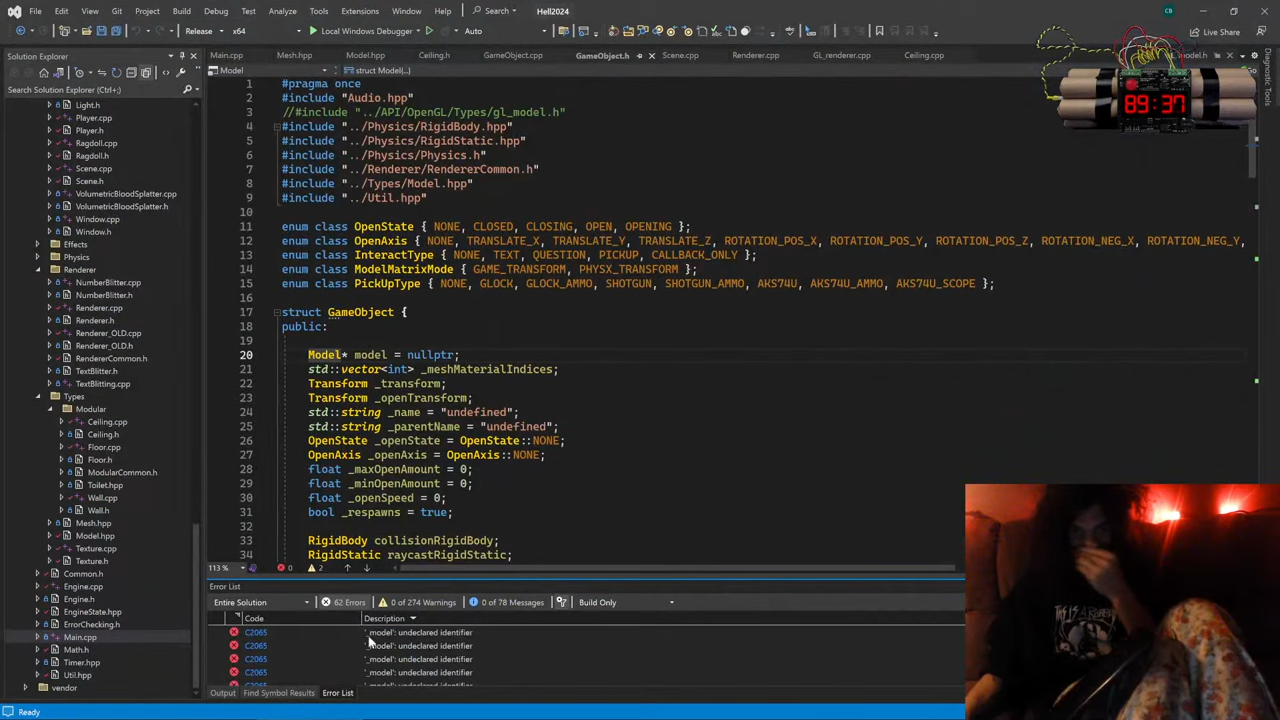 File Edit View Git Project Build Debug Test Analyze Tools Extensions Window Help Search Hell2024 CB
Release x64 Local Windows Debugger Auto Live Share
Solution Explorer
Search Solution Explorer (Ctrl+;)
Light.h
Player.cpp
Player.h
Ragdoll.cpp
Ragdoll.h
Scene.cpp
Scene.h
VolumetricBloodSplatter.cpp
VolumetricBloodSplatter.h
Window.cpp
Window.h
Effects
Physics
Renderer
NumberBlitter.cpp
NumberBlitter.h
Renderer.cpp
Renderer.h
Renderer_OLD.cpp
Renderer_OLD.h
RendererCommon.h
TextBlitter.h
TextBlitting.cpp
Types
Modular
Ceiling.cpp
Ceiling.h
Floor.cpp
Floor.h
ModularCommon.h
Toilet.hpp
Wall.cpp
Wall.h
Mesh.hpp
Model.hpp
Texture.cpp
Texture.h
Common.h
Engine.cpp
Engine.h
EngineState.hpp
ErrorChecking.h
Main.cpp
Math.h
Timer.hpp
Util.hpp
vendor
Main.cpp Mesh.hpp Model.hpp Ceiling.h GameObject.cpp GameObject.h Scene.cpp Renderer.cpp GL_renderer.cpp Ceiling.cpp
Model struct Model{...}
1 #pragma once
2 #include "Audio.hpp"
3 //#include "../API/OpenGL/Types/gl_model.h"
4 #include "../Physics/RigidBody.hpp"
5 #include "../Physics/RigidStatic.hpp"
6 #include "../Physics/Physics.h"
7 #include "../Renderer/RendererCommon.h"
8 #include "../Types/Model.hpp"
9 #include "../Util.hpp"
10
11 enum class OpenState { NONE, CLOSED, CLOSING, OPEN, OPENING };
12 enum class OpenAxis { NONE, TRANSLATE_X, TRANSLATE_Y, TRANSLATE_Z, ROTATION_POS_X, ROTATION_POS_Y, ROTATION_POS_Z, ROTATION_NEG_X, ROTATION_NEG_Y,
13 enum class InteractType { NONE, TEXT, QUESTION, PICKUP, CALLBACK_ONLY };
14 enum class ModelMatrixMode { GAME_TRANSFORM, PHYSX_TRANSFORM };
15 enum class PickUpType { NONE, GLOCK, GLOCK_AMMO, SHOTGUN, SHOTGUN_AMMO, AKS74U, AKS74U_AMMO, AKS74U_SCOPE };
16
17 struct GameObject {
18 public:
19
20 Model* model = nullptr;
21 std::vector<int> _meshMaterialIndices;
22 Transform _transform;
23 Transform _openTransform;
24 std::string _name = "undefined";
25 std::string _parentName = "undefined";
26 OpenState _openState = OpenState::NONE;
27 OpenAxis _openAxis = OpenAxis::NONE;
28 float _maxOpenAmount = 0;
29 float _minOpenAmount = 0;
30 float _openSpeed = 0;
31 bool _respawns = true;
32
33 RigidBody collisionRigidBody;
34 RigidStatic raycastRigidStatic;
113 % 0 2
Error List
Entire Solution 62 Errors 0 of 274 Warnings 0 of 78 Messages Build Only
Code Description
C2065 '_model': undeclared identifier
C2065 '_model': undeclared identifier
C2065 '_model': undeclared identifier
C2065 '_model': undeclared identifier
Output Find Symbol Results Error List
Ready
Diagnostic Tools
89:37